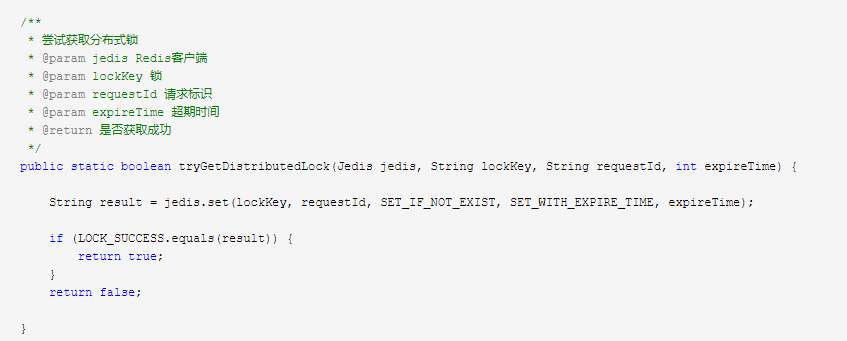 /**
 * 尝试获取分布式锁
 * @param jedis Redis客户端
 * @param lockKey 锁
 * @param requestId 请求标识
 * @param expireTime 超期时间
 * @return 是否获取成功
 */
public static boolean tryGetDistributedLock(Jedis jedis, String lockKey, String requestId, int expireTime) {
    String result = jedis.set(lockKey, requestId, SET_IF_NOT_EXIST, SET_WITH_EXPIRE_TIME, expireTime);
    if (LOCK_SUCCESS.equals(result)) {
        return true;
    }
    return false;
}